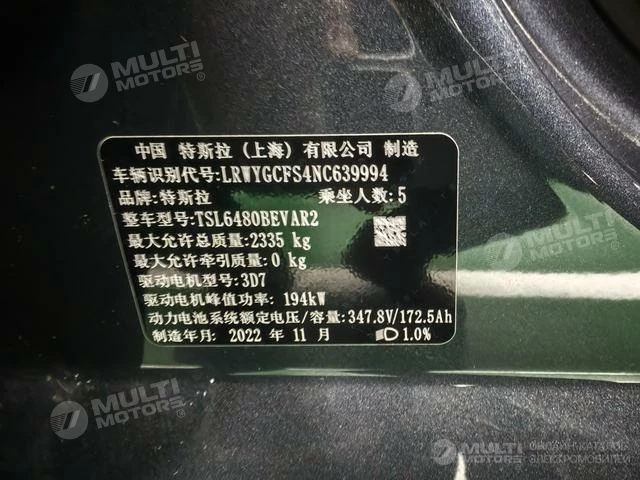 MULTI
MOTORS
MULTI
MOTORS
中国 特斯拉(上海)有限公司 制造
车辆识别代号: LRWYGCFS4NC639994
品牌: 特斯拉 乘坐人数: 5
整车型号: TSL6480BEVAR2
最大允许总质量: 2335 kg
最大允许牵引质量: 0 kg
驱动电机型号: 3D7
驱动电机峰值功率: 194kW
动力电池系统额定电压/容量: 347.8V/172.5Ah
制造年月: 2022 年 11 月 1.0%
MULTI
MOTORS
MULTI
MOTORS
ОНЛАЙН-КАТАЛОГ
ЭЛЕКТРОМОБИЛЕЙ